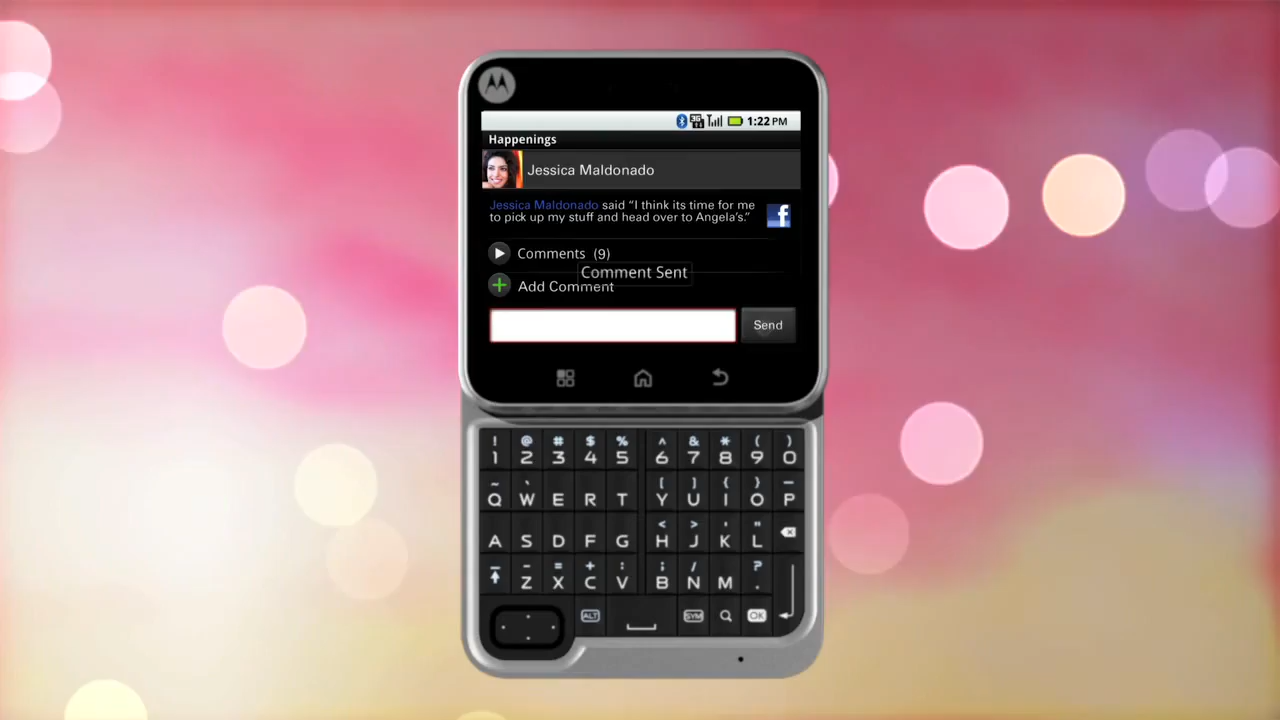 1:22 PM
Happenings
Jessica Maldonado
Jessica Maldonado said “I think its time for me
to pick up my stuff and head over to Angela’s.”
f
Comments (9)
Comment Sent
Add Comment
Send
! @ # $ % ^ & * ( )
1 2 3 4 5 6 7 8 9 0
~ ` [ ] { } –
Q W E R T Y U I O P
< > ' "
A S D F G H J K L
- = + : ; / ?
Z X C V B N M .
ALT SYM OK